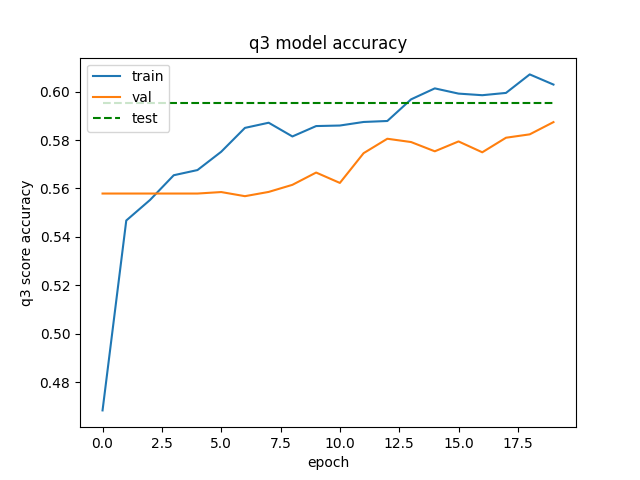 q3 model accuracy
train
val
test
q3 score accuracy
0.60
0.58
0.56
0.54
0.52
0.50
0.48
0.0 2.5 5.0 7.5 10.0 12.5 15.0 17.5
epoch